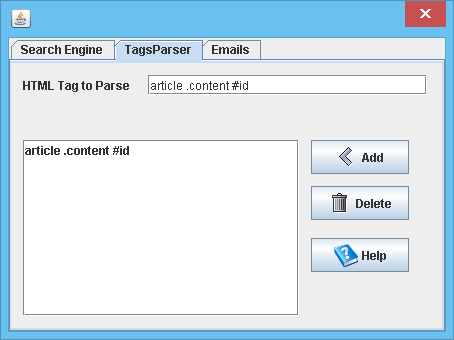 Search Engine TagsParser Emails
HTML Tag to Parse article .content #id
article .content #id
Add
Delete
Help